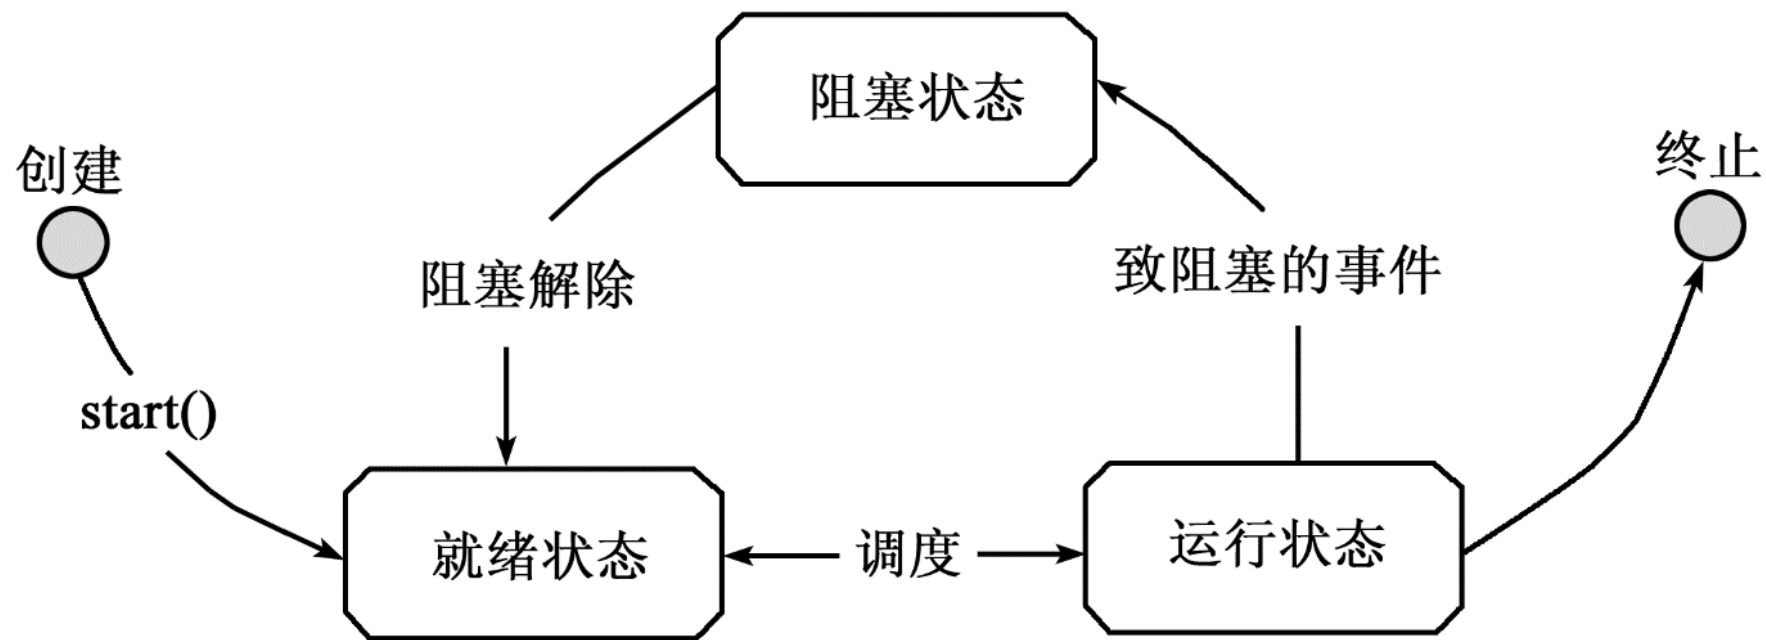 阻塞状态
创建
终止
阻塞解除
致阻塞的事件
start()
就绪状态
调度
运行状态